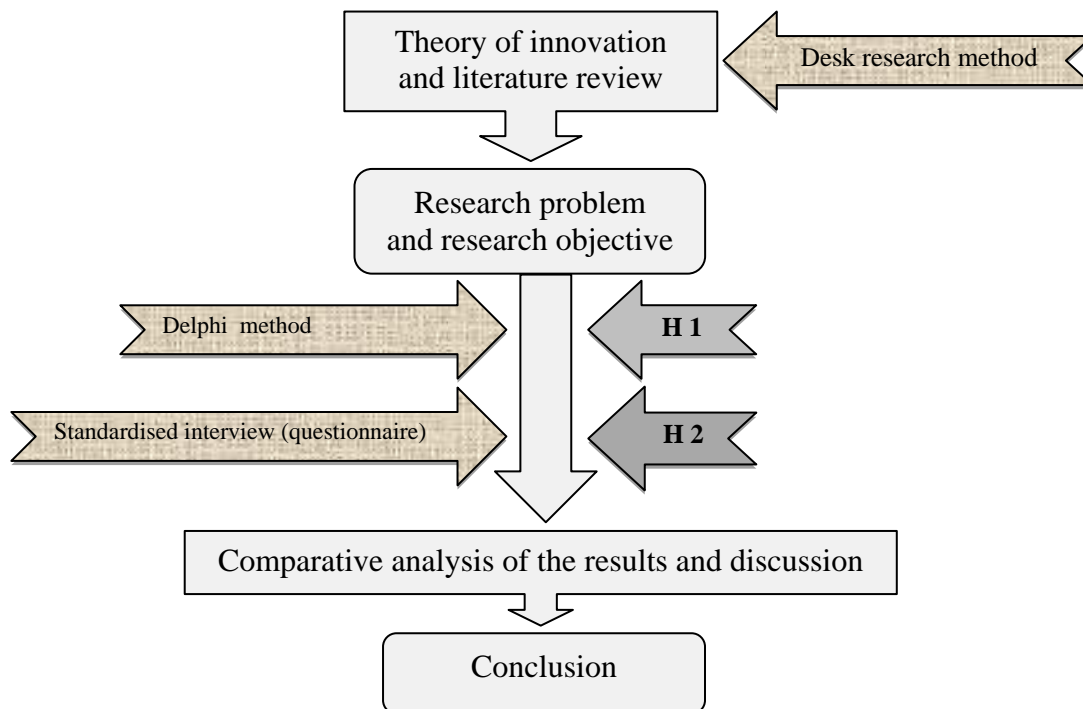 Theory of innovation
and literature review
Desk research method
Research problem
and research objective
Delphi method
H 1
Standardised interview (questionnaire)
H 2
Comparative analysis of the results and discussion
Conclusion